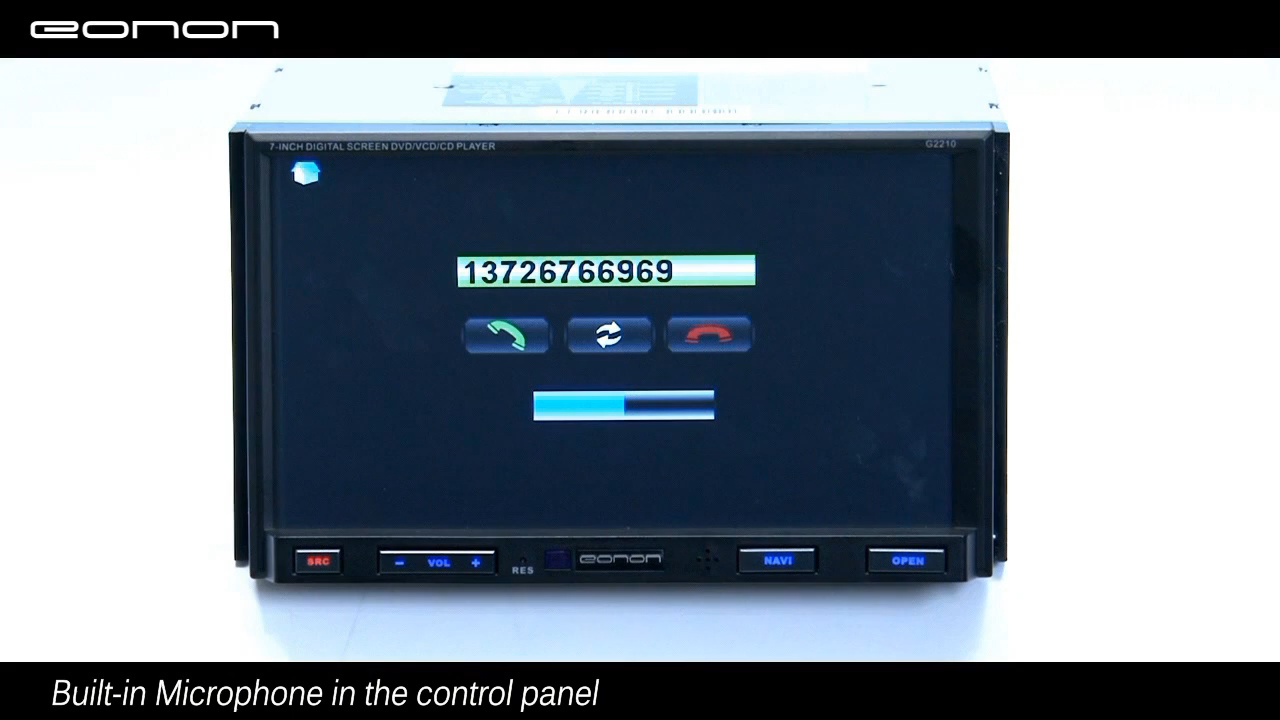 eonon
7-INCH DIGITAL SCREEN DVD/VCD/CD PLAYER
G2210
13726766969
SRC
- VOL +
RES
eonon
NAVI
OPEN
Built-in Microphone in the control panel